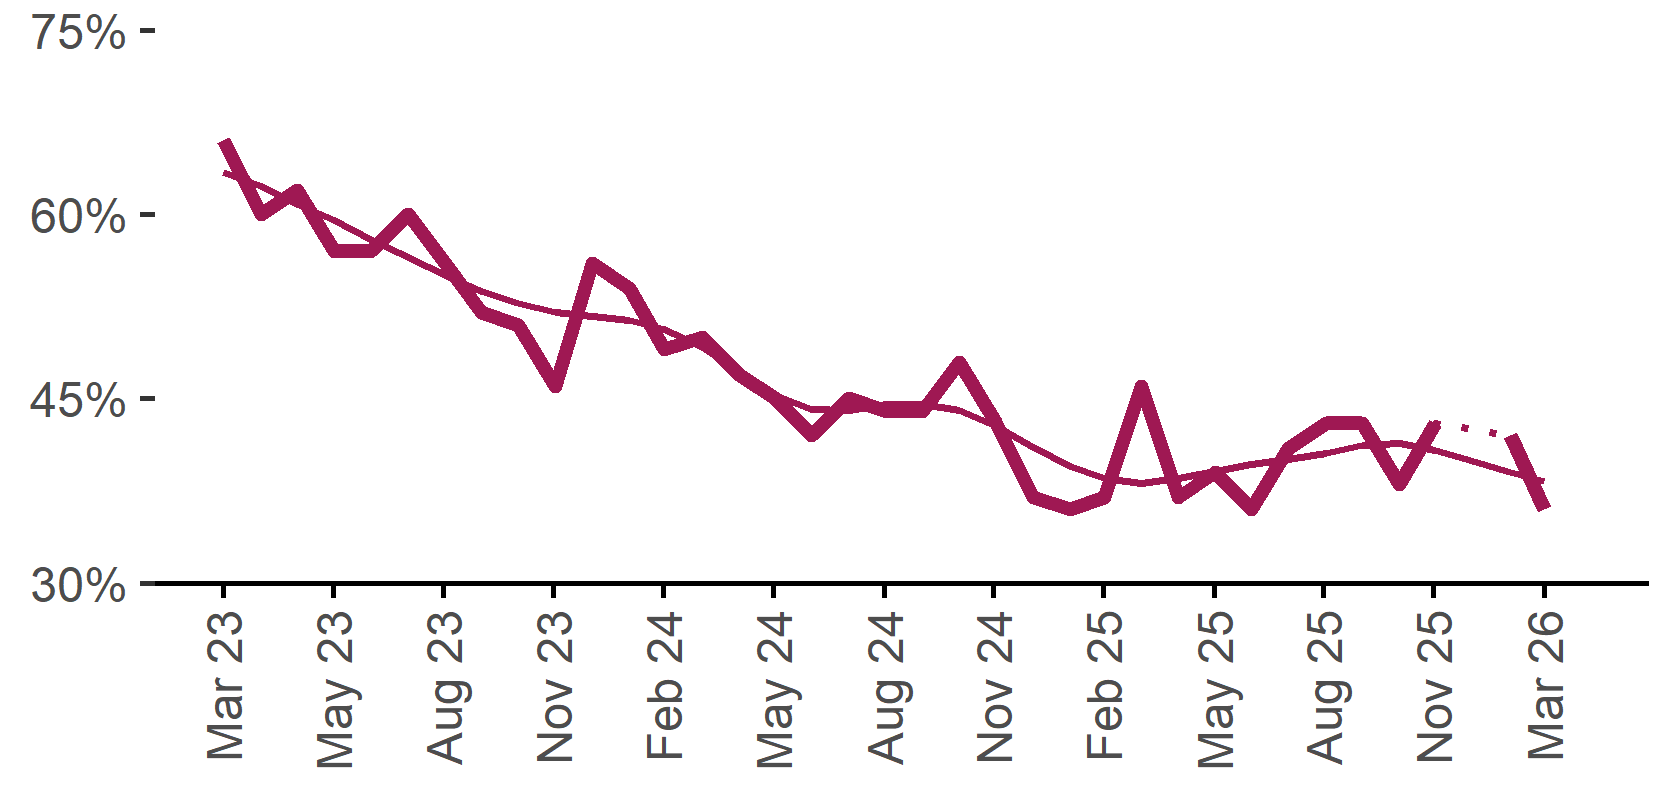 75%
60%
45%
30%
Mar 23
May 23
Aug 23
Nov 23
Feb 24
May 24
Aug 24
Nov 24
Feb 25
May 25
Aug 25
Nov 25
Mar 26